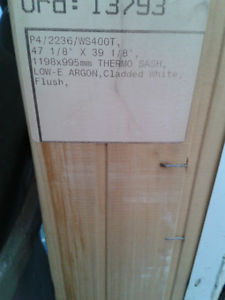 Ord: 13793
P4/2236/WS400T,
47 1/8" X 39 1/8",
1198x995mm THERMO SASH,
LOW-E ARGON,Cladded White,
Flush,